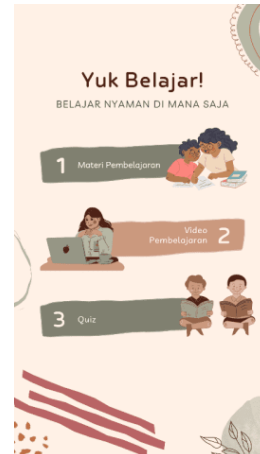 Yuk Belajar!
BELAJAR NYAMAN DI MANA SAJA
1 Materi Pembelajaran
Video
Pembelajaran 2
3 Quiz